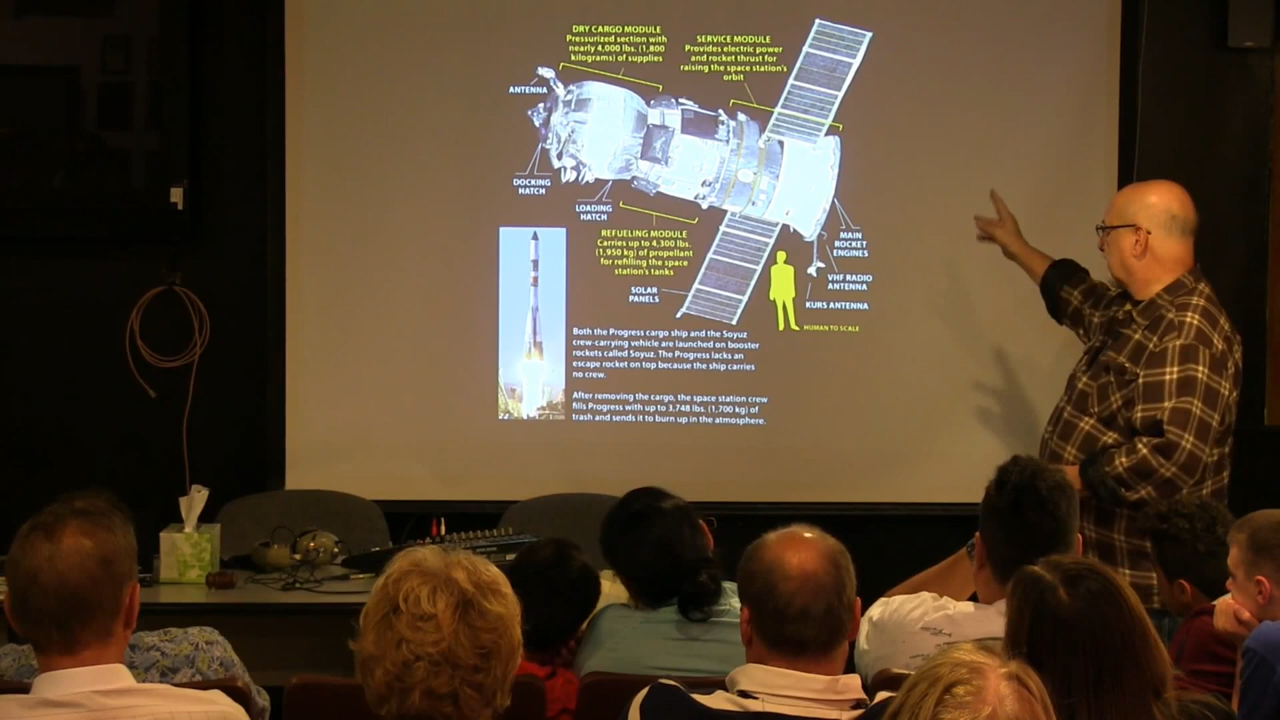 DRY CARGO MODULE
Pressurized section with
nearly 4,000 lbs. (1,800
kilograms) of supplies
SERVICE MODULE
Provides electric power
and rocket thrust for
raising the space station's
orbit
ANTENNA
DOCKING
HATCH
LOADING
HATCH
REFUELING MODULE
Carries up to 4,300 lbs.
(1,950 kg) of propellant
for refilling the space
station's tanks
MAIN
ROCKET
ENGINES
VHF RADIO
ANTENNA
SOLAR
PANELS
KURS ANTENNA
HUMAN TO SCALE
Both the Progress cargo ship and the Soyuz
crew-carrying vehicle are launched on booster
rockets called Soyuz. The Progress lacks an
escape rocket on top because the ship carries
no crew.
After removing the cargo, the space station crew
fills Progress with up to 3,748 lbs. (1,700 kg) of
trash and sends it to burn up in the atmosphere.